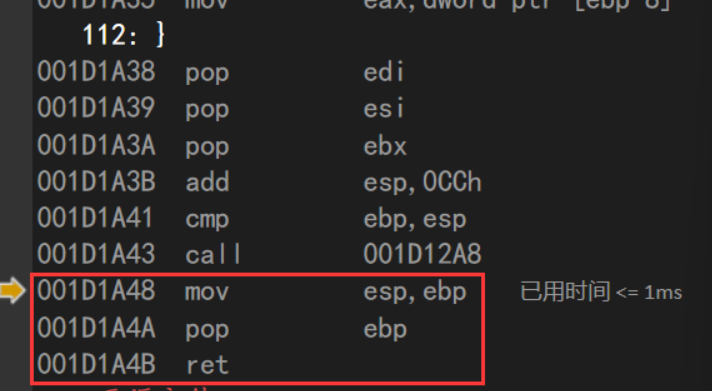 001D1A35 mov eax,dword ptr [ebp-8]
112: }
001D1A38 pop edi
001D1A39 pop esi
001D1A3A pop ebx
001D1A3B add esp,0CCh
001D1A41 cmp ebp,esp
001D1A43 call 001D12A8
001D1A48 mov esp,ebp 已用时间 <= 1ms
001D1A4A pop ebp
001D1A4B ret